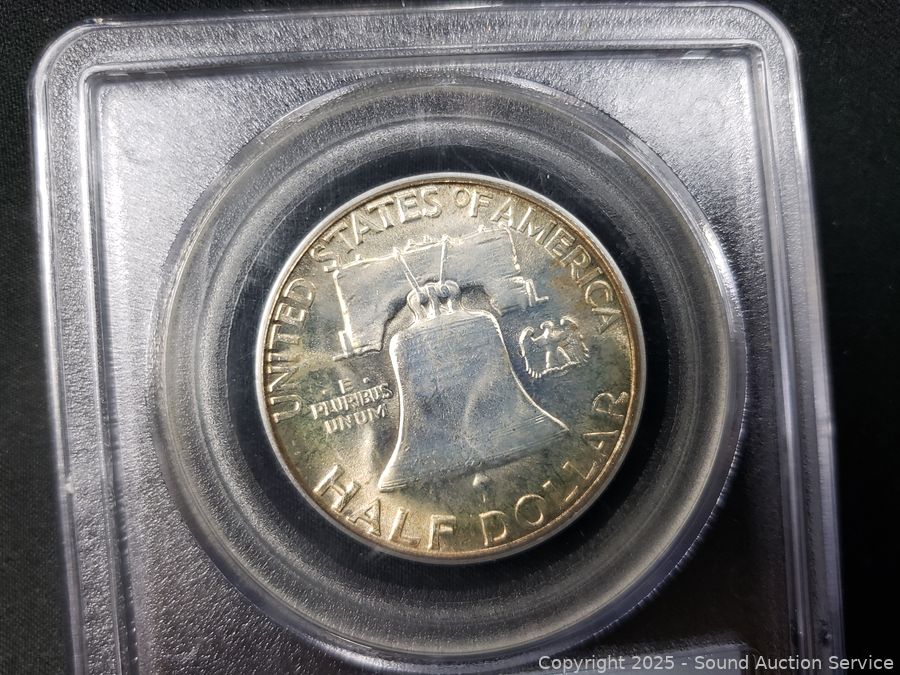 UNITED STATES OF AMERICA
E
PLURIBUS
UNUM
HALF DOLLAR
Copyright 2025 - Sound Auction Service